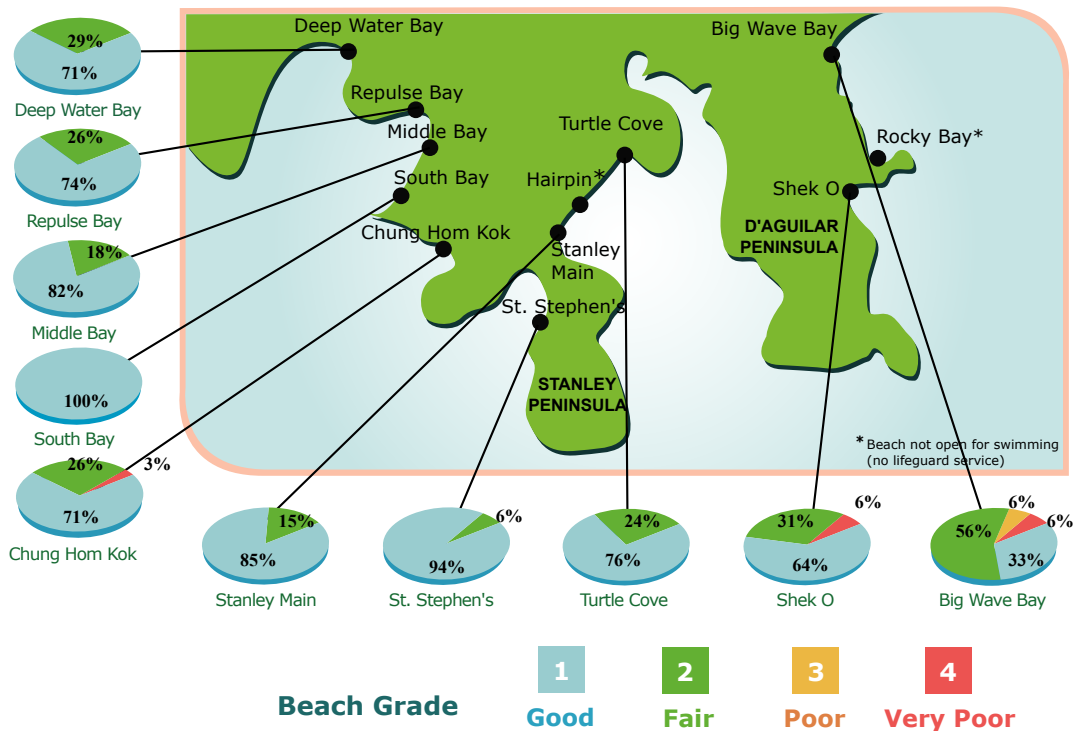 Deep Water Bay
Big Wave Bay
29%
71%
Deep Water Bay
Repulse Bay
Middle Bay
Turtle Cove
Rocky Bay*
26%
74%
Repulse Bay
South Bay
Hairpin*
Shek O
Chung Hom Kok
D'AGUILAR
PENINSULA
Stanley
Main
18%
82%
Middle Bay
St. Stephen's
100%
South Bay
STANLEY
PENINSULA
* Beach not open for swimming
(no lifeguard service)
26%
3%
71%
Chung Hom Kok
15%
85%
Stanley Main
6%
94%
St. Stephen's
24%
76%
Turtle Cove
31%
6%
64%
Shek O
56%
6%
6%
33%
Big Wave Bay
Beach Grade
1
Good
2
Fair
3
Poor
4
Very Poor